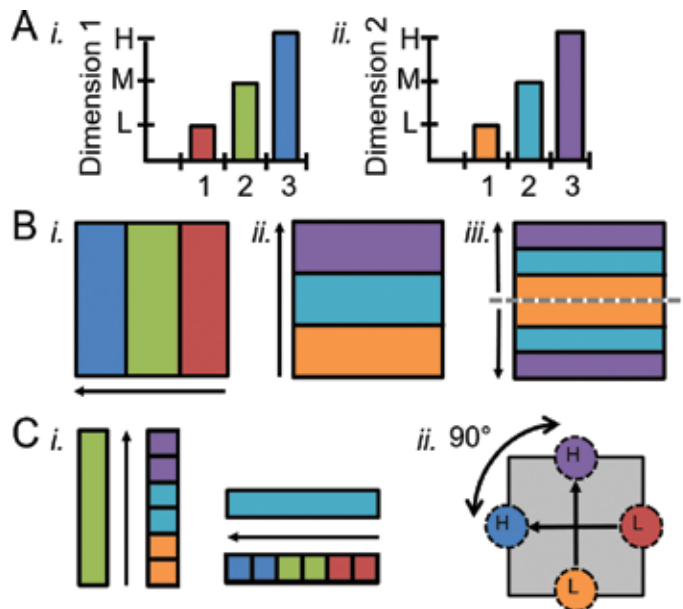 A i. ii.
Dimension 1
H
M
L
1 2 3
Dimension 2
H
M
L
1 2 3
B i. ii. iii.
C i. ii. 90°
H
H L
L